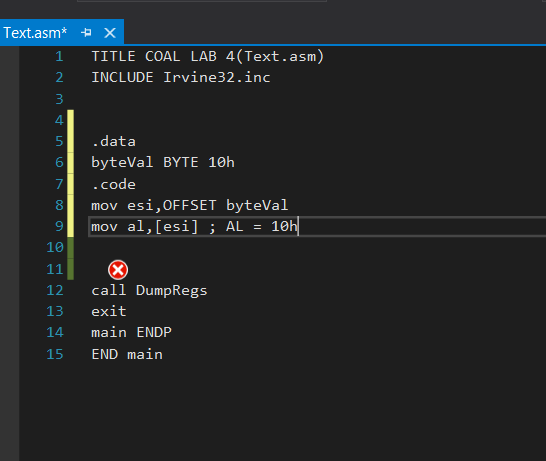 Text.asm*
1 TITLE COAL LAB 4(Text.asm)
2 INCLUDE Irvine32.inc
3
4
5 .data
6 byteVal BYTE 10h
7 .code
8 mov esi,OFFSET byteVal
9 mov al,[esi] ; AL = 10h
10
11
12 call DumpRegs
13 exit
14 main ENDP
15 END main